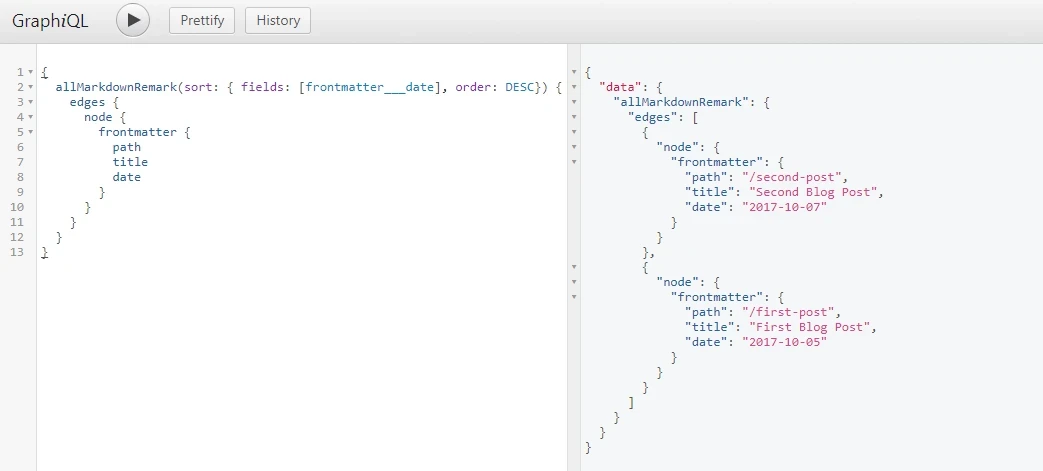 GraphiQL Prettify History
1 {
2 allMarkdownRemark(sort: { fields: [frontmatter___date], order: DESC}) {
3 edges {
4 node {
5 frontmatter {
6 path
7 title
8 date
9 }
10 }
11 }
12 }
13 }
{
"data": {
"allMarkdownRemark": {
"edges": [
{
"node": {
"frontmatter": {
"path": "/second-post",
"title": "Second Blog Post",
"date": "2017-10-07"
}
}
},
{
"node": {
"frontmatter": {
"path": "/first-post",
"title": "First Blog Post",
"date": "2017-10-05"
}
}
}
]
}
}
}